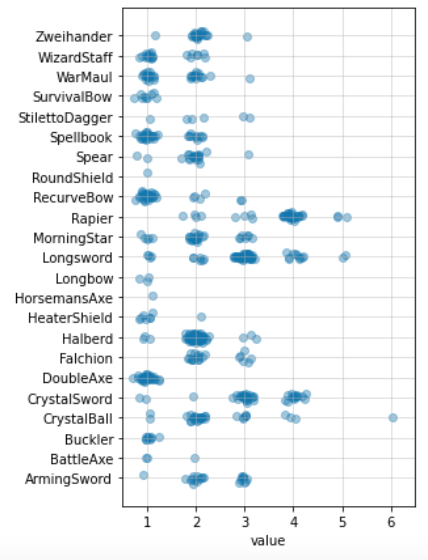 Zweihander
WizardStaff
WarMaul
SurvivalBow
StilettoDagger
Spellbook
Spear
RoundShield
RecurveBow
Rapier
MorningStar
Longsword
Longbow
HorsemansAxe
HeaterShield
Halberd
Falchion
DoubleAxe
CrystalSword
CrystalBall
Buckler
BattleAxe
ArmingSword
1 2 3 4 5 6
value